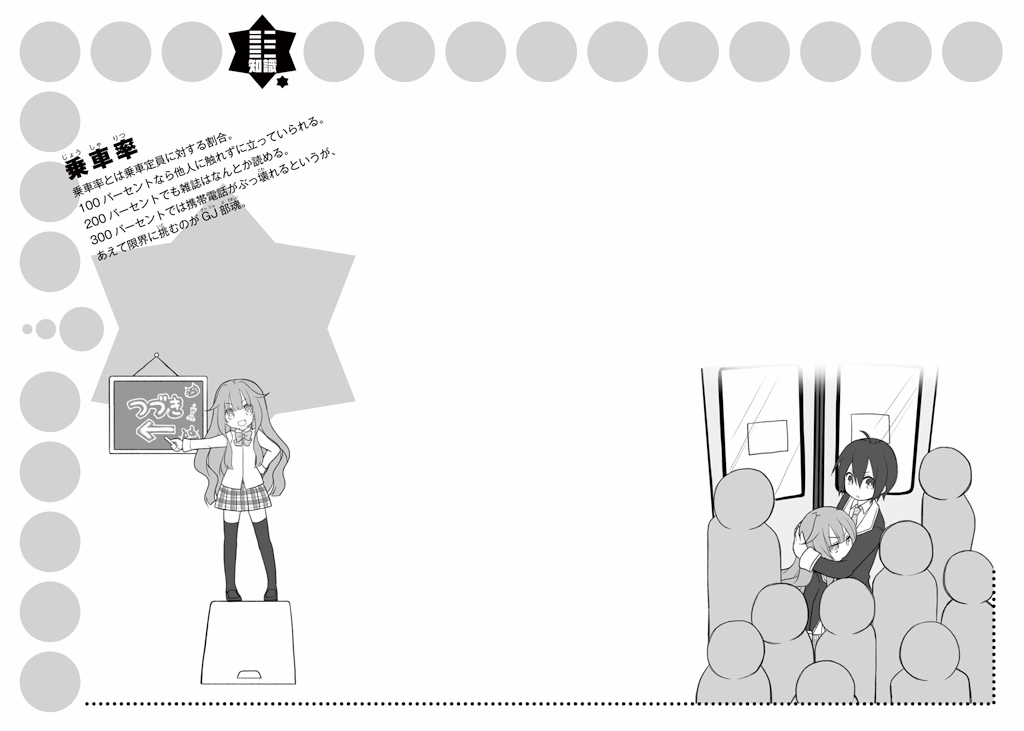 ミニ
知識
乗車率
乗車率とは乗車定員に対する割合。
100パーセントなら他人に触れずに立っていられる。
200パーセントでも雑誌はなんとか読める。
300パーセントでは携帯電話がぶっ壊れるというが、
あえて限界に挑むのがGJ部魂。
つづき